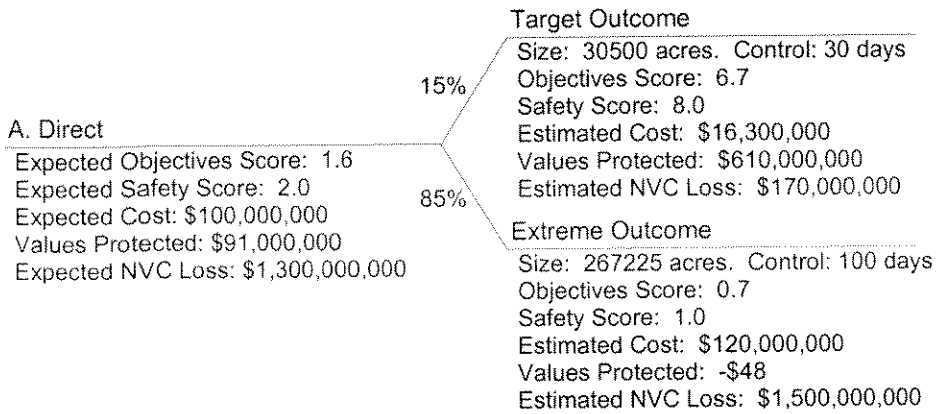 Target Outcome
Size: 30500 acres. Control: 30 days
15%
Objectives Score: 6.7
Safety Score: 8.0
A. Direct
Estimated Cost: $16,300,000
Expected Objectives Score: 1.6
Values Protected: $610,000,000
Expected Safety Score: 2.0
85%
Estimated NVC Loss: $170,000,000
Expected Cost: $100,000,000
Values Protected: $91,000,000
Extreme Outcome
Expected NVC Loss: $1,300,000,000
Size: 267225 acres. Control: 100 days
Objectives Score: 0.7
Safety Score: 1.0
Estimated Cost: $120,000,000
Values Protected: -$48
Estimated NVC Loss: $1,500,000,000